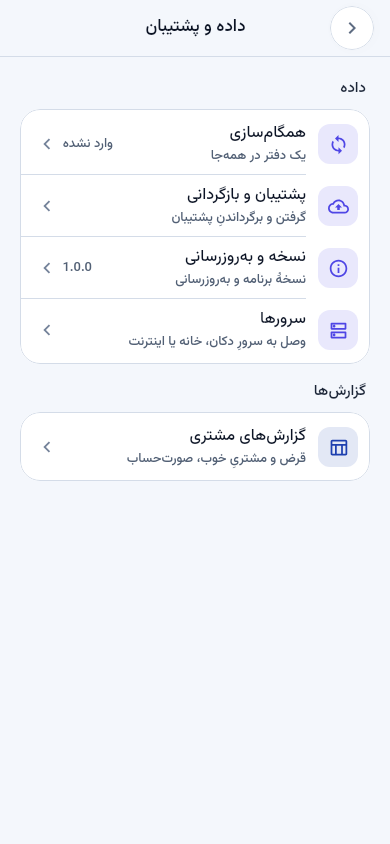 داده و پشتیبان
داده
همگام‌سازی
یک دفتر در همه‌جا
وارد نشده
پشتیبان و بازگردانی
گرفتن و برگرداندنِ پشتیبان
نسخه و به‌روزرسانی
نسخهٔ برنامه و به‌روزرسانی
1.0.0
سرورها
وصل به سرورِ دکان، خانه یا اینترنت
گزارش‌ها
گزارش‌های مشتری
قرض و مشتریِ خوب، صورت‌حساب